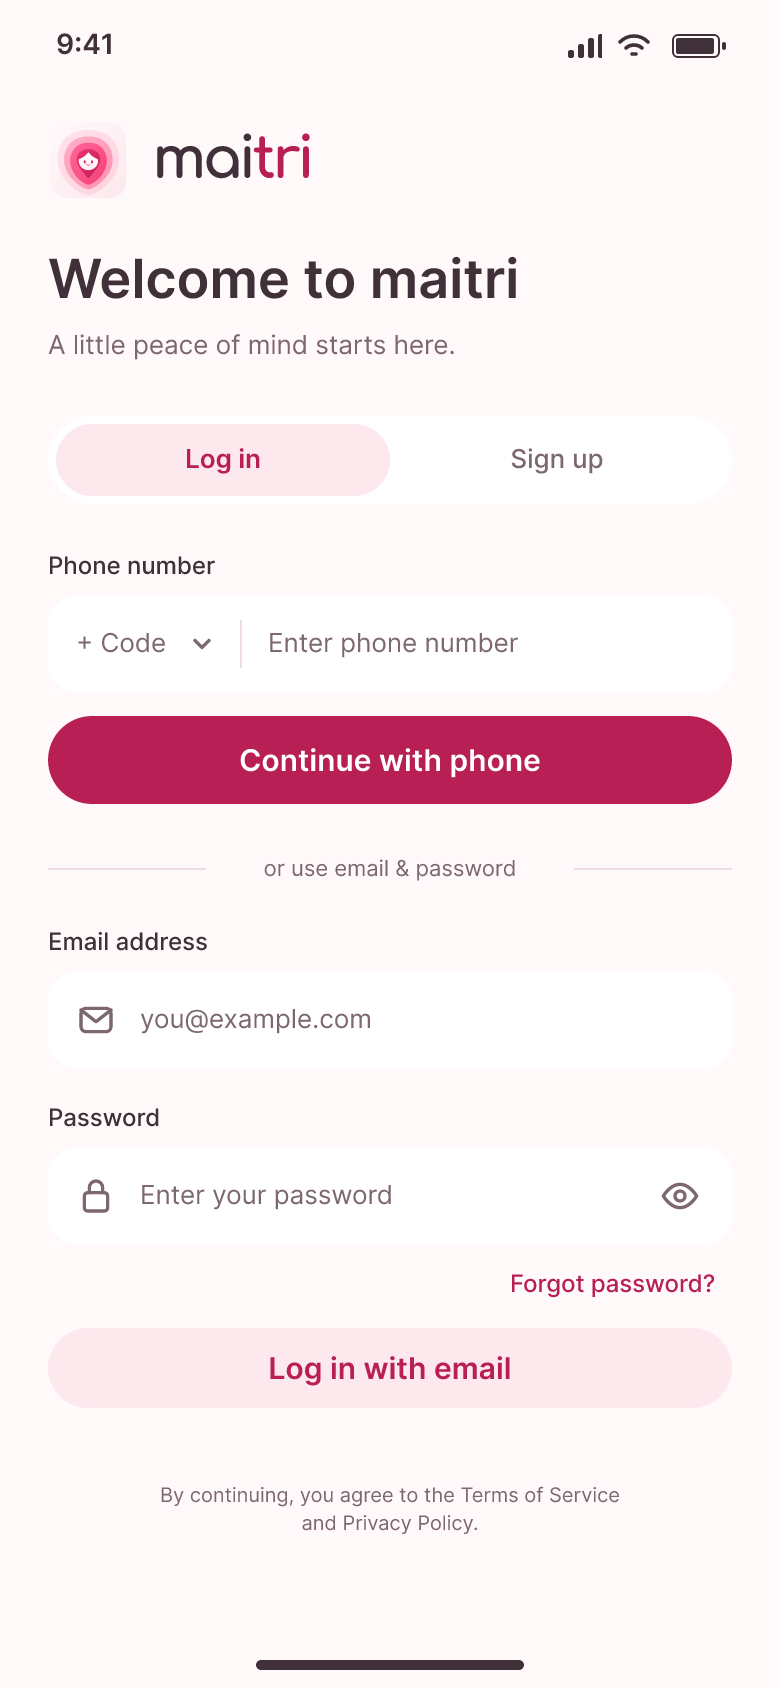 9:41
maitri
Welcome to maitri
A little peace of mind starts here.
Log in
Sign up
Phone number
+ Code
Enter phone number
Continue with phone
or use email & password
Email address
you@example.com
Password
Enter your password
Forgot password?
Log in with email
By continuing, you agree to the Terms of Service
and Privacy Policy.